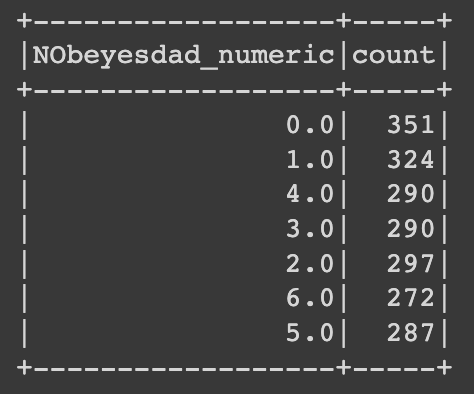 +------------------+-----+
|NObeyesdad_numeric|count|
+------------------+-----+
|               0.0|  351|
|               1.0|  324|
|               4.0|  290|
|               3.0|  290|
|               2.0|  297|
|               6.0|  272|
|               5.0|  287|
+------------------+-----+